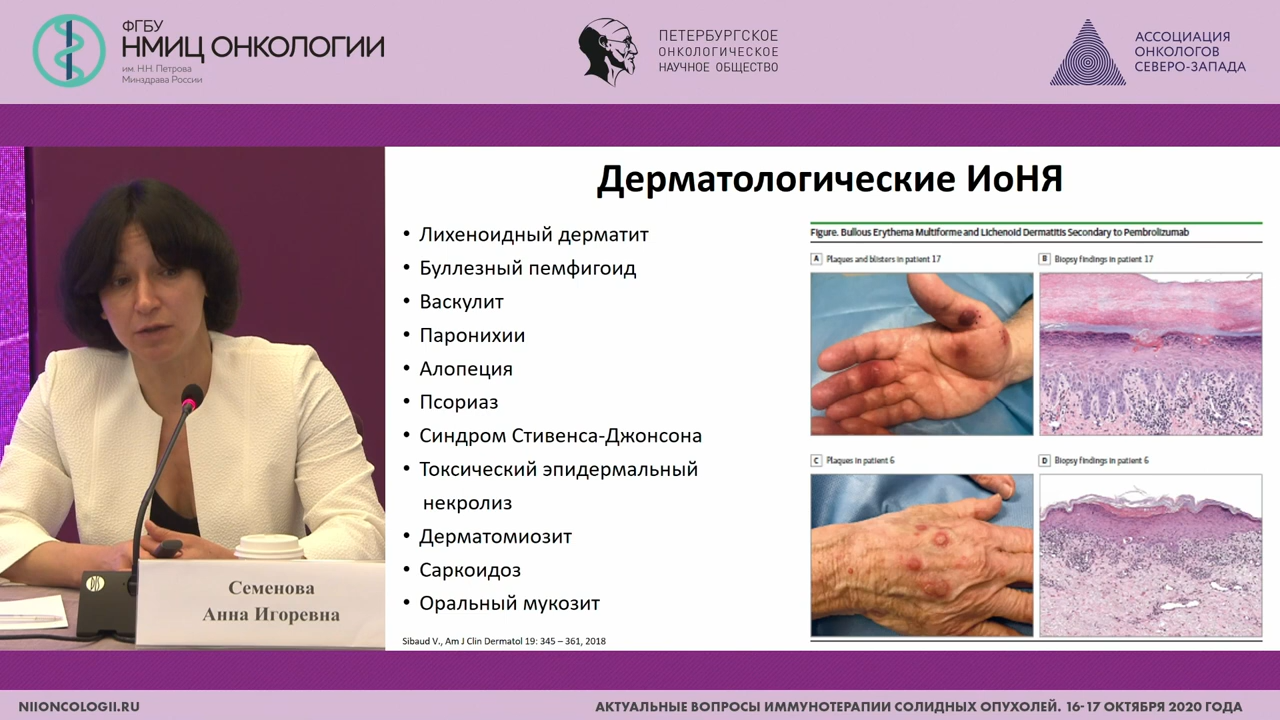 ФГБУ
НМИЦ ОНКОЛОГИИ
им. Н.Н. Петрова
Минздрава России
ПЕТЕРБУРГСКОЕ
ОНКОЛОГИЧЕСКОЕ
НАУЧНОЕ ОБЩЕСТВО
АССОЦИАЦИЯ
ОНКОЛОГОВ
СЕВЕРО-ЗАПАДА
Дерматологические ИоНЯ
• Лихеноидный дерматит
• Буллезный пемфигоид
• Васкулит
• Паронихии
• Алопеция
• Псориаз
• Синдром Стивенса-Джонсона
• Токсический эпидермальный
некролиз
• Дерматомиозит
• Саркоидоз
• Оральный мукозит
Sibaud V., Am J Clin Dermatol 19: 345 – 361, 2018
Figure. Bullous Erythema Multiforme and Lichenoid Dermatitis Secondary to Pembrolizumab
A Plaques and blisters in patient 17
B Biopsy findings in patient 17
C Plaques in patient 6
D Biopsy findings in patient 6
Семенова
Анна Игоревна
NIIONCOLOGII.RU
АКТУАЛЬНЫЕ ВОПРОСЫ ИММУНОТЕРАПИИ СОЛИДНЫХ ОПУХОЛЕЙ. 16-17 ОКТЯБРЯ 2020 ГОДА